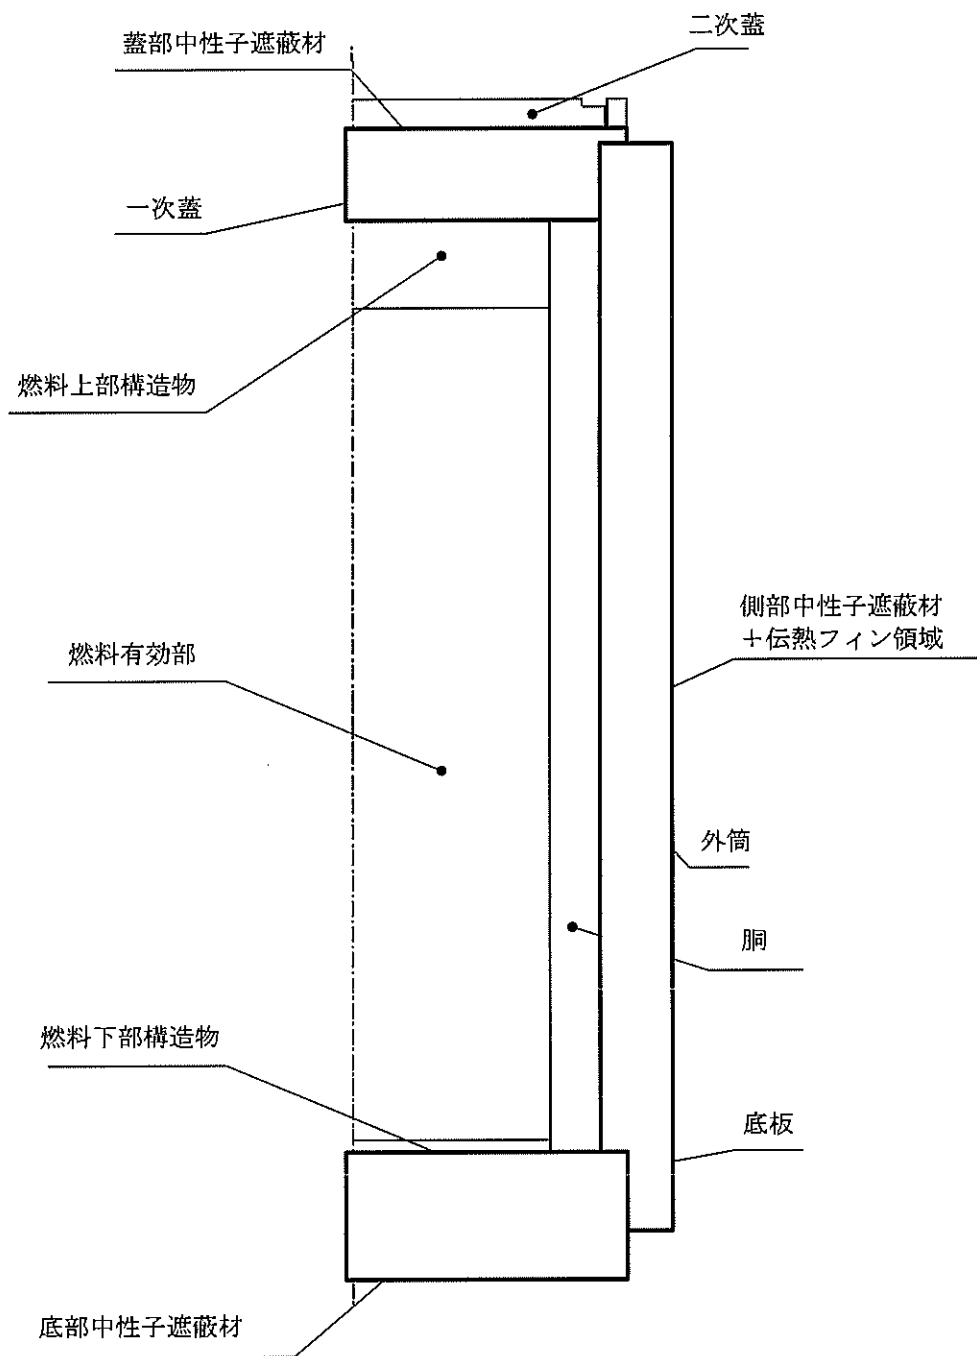 二次蓋
蓋部中性子遮蔽材
一次蓋
燃料上部構造物
側部中性子遮蔽材
＋伝熱フィン領域
燃料有効部
外筒
胴
燃料下部構造物
底板
底部中性子遮蔽材